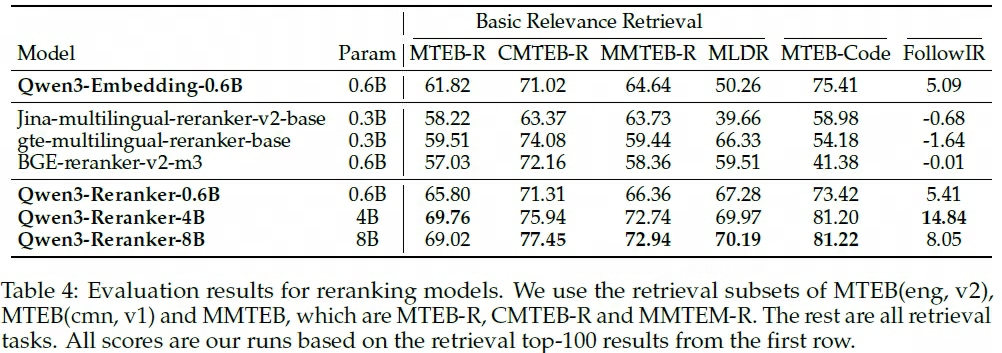 Basic Relevance Retrieval
Model Param MTEB-R CMTEB-R MMTEB-R MLDR MTEB-Code FollowIR
Qwen3-Embedding-0.6B 0.6B 61.82 71.02 64.64 50.26 75.41 5.09
Jina-multilingual-reranker-v2-base 0.3B 58.22 63.37 63.73 39.66 58.98 -0.68
gte-multilingual-reranker-base 0.3B 59.51 74.08 59.44 66.33 54.18 -1.64
BGE-reranker-v2-m3 0.6B 57.03 72.16 58.36 59.51 41.38 -0.01
Qwen3-Reranker-0.6B 0.6B 65.80 71.31 66.36 67.28 73.42 5.41
Qwen3-Reranker-4B 4B 69.76 75.94 72.74 69.97 81.20 14.84
Qwen3-Reranker-8B 8B 69.02 77.45 72.94 70.19 81.22 8.05
Table 4: Evaluation results for reranking models. We use the retrieval subsets of MTEB(eng, v2),
MTEB(cmn, v1) and MMTEB, which are MTEB-R, CMTEB-R and MMTEM-R. The rest are all retrieval
tasks. All scores are our runs based on the retrieval top-100 results from the first row.